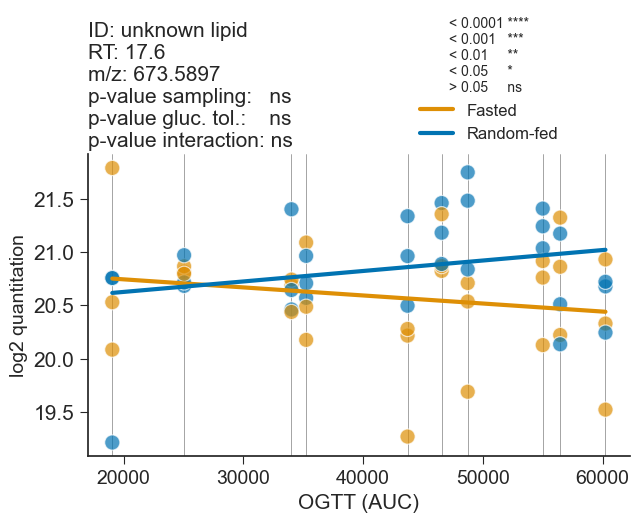 ID: unknown lipid
RT: 17.6
m/z: 673.5897
p-value sampling: ns
p-value gluc. tol.: ns
p-value interaction: ns
< 0.0001 ****
< 0.001 ***
< 0.01 **
< 0.05 *
> 0.05 ns
Fasted
Random-fed
log2 quantitation
21.5
21.0
20.5
20.0
19.5
20000 30000 40000 50000 60000
OGTT (AUC)